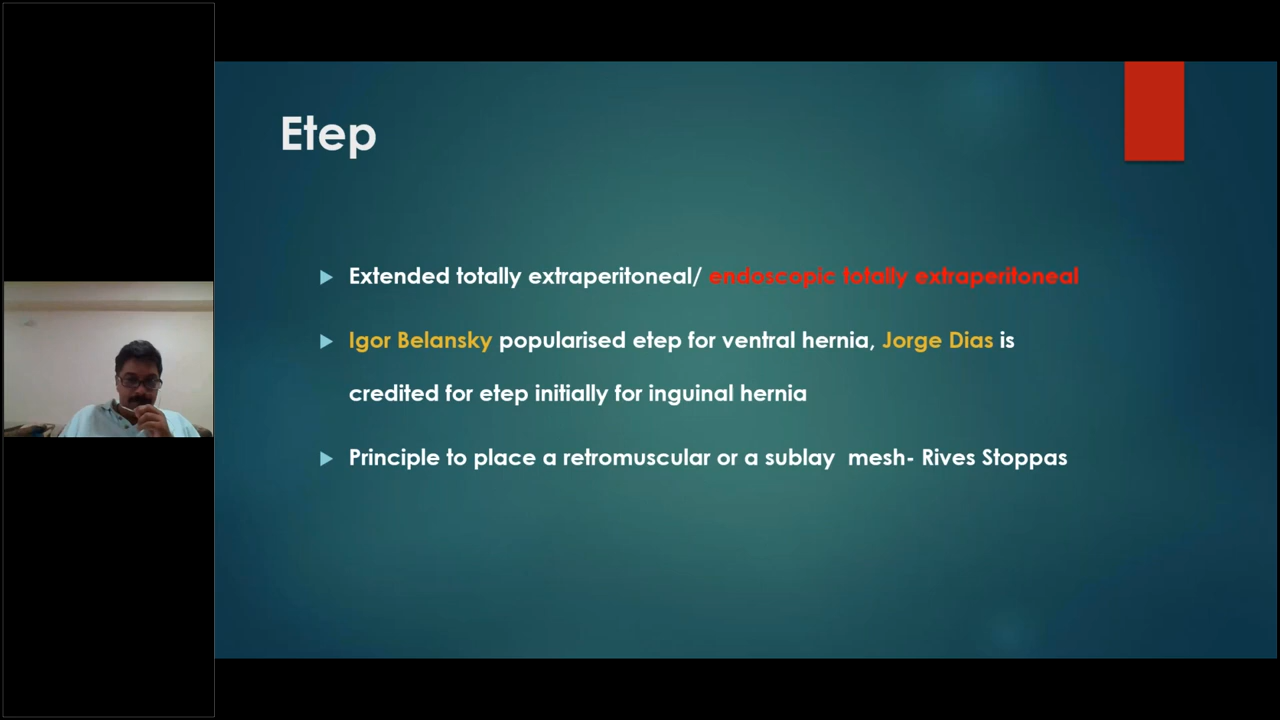 Etep
Extended totally extraperitoneal/ endoscopic totally extraperitoneal
Igor Belansky popularised etep for ventral hernia, Jorge Dias is
credited for etep initially for inguinal hernia
Principle to place a retromuscular or a sublay mesh- Rives Stoppas